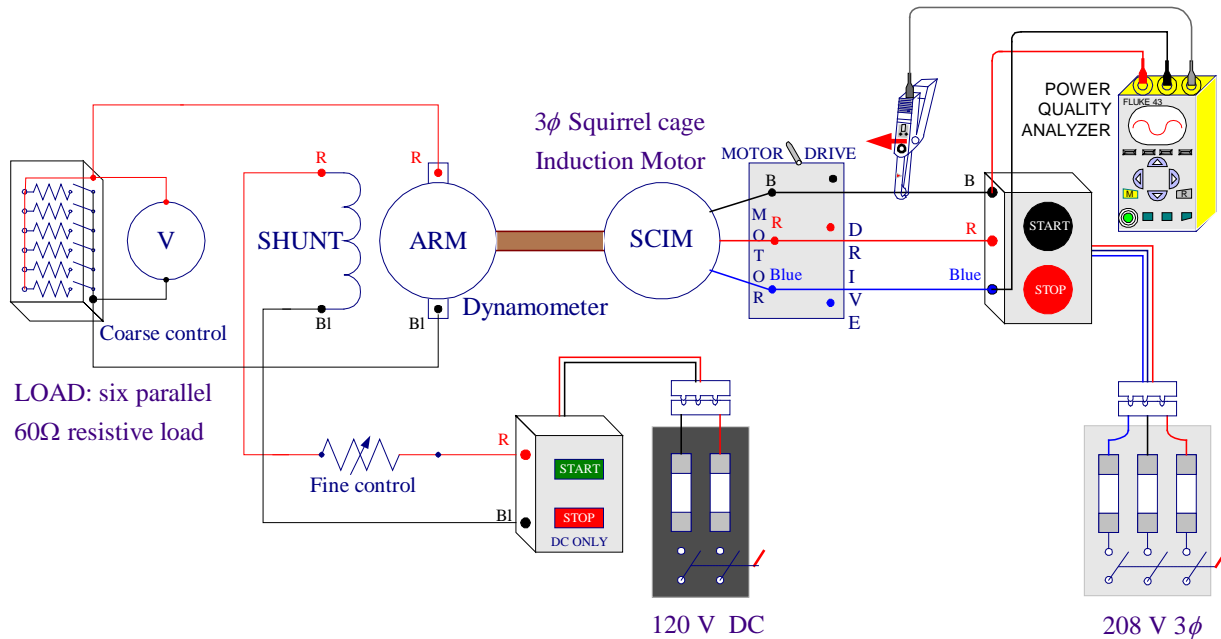 3ϕ Squirrel cage
Induction Motor
MOTOR DRIVE
POWER
QUALITY
ANALYZER
FLUKE 43
M
R
R
R
B
B
V
SHUNT
ARM
SCIM
MOTOR
DRIVE
R
R
Blue
Blue
START
STOP
Bl
Bl
Dynamometer
Coarse control
LOAD: six parallel
60Ω resistive load
Fine control
R
Bl
START
STOP
DC ONLY
120 V DC
208 V 3ϕ